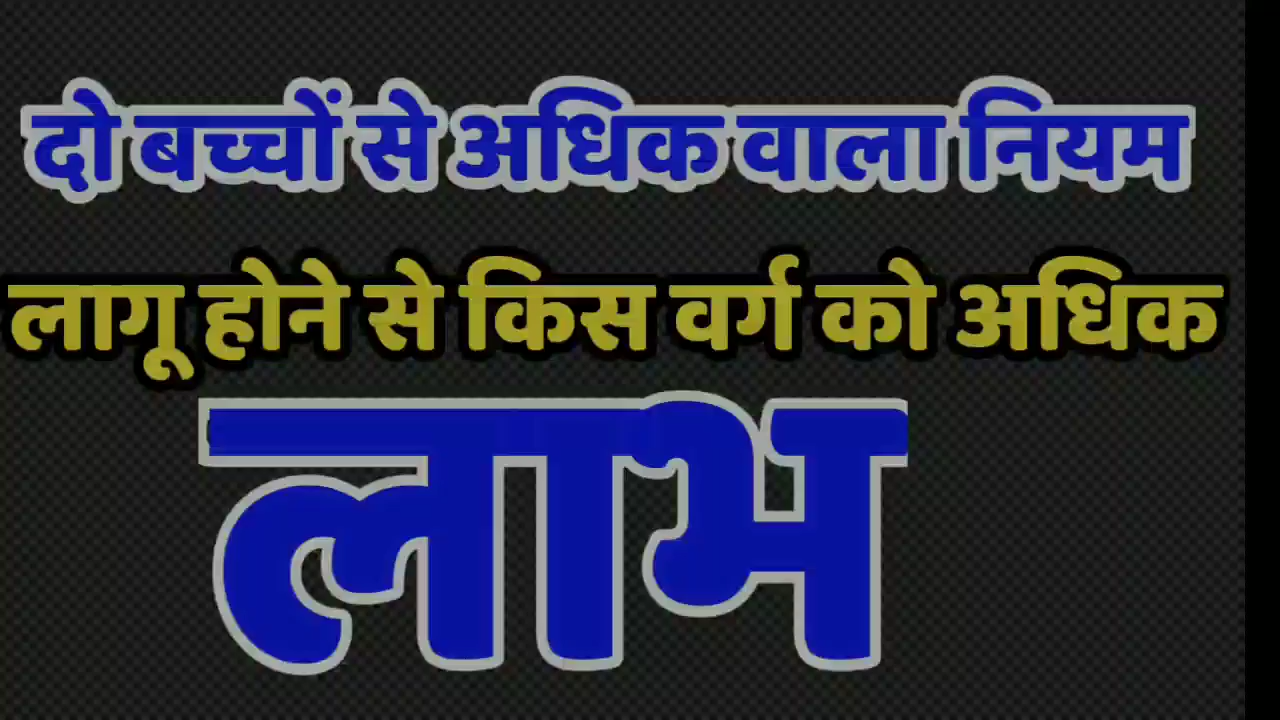 दो बच्चों से अधिक वाला नियम
लागू होने से किस वर्ग को अधिक
लाभ